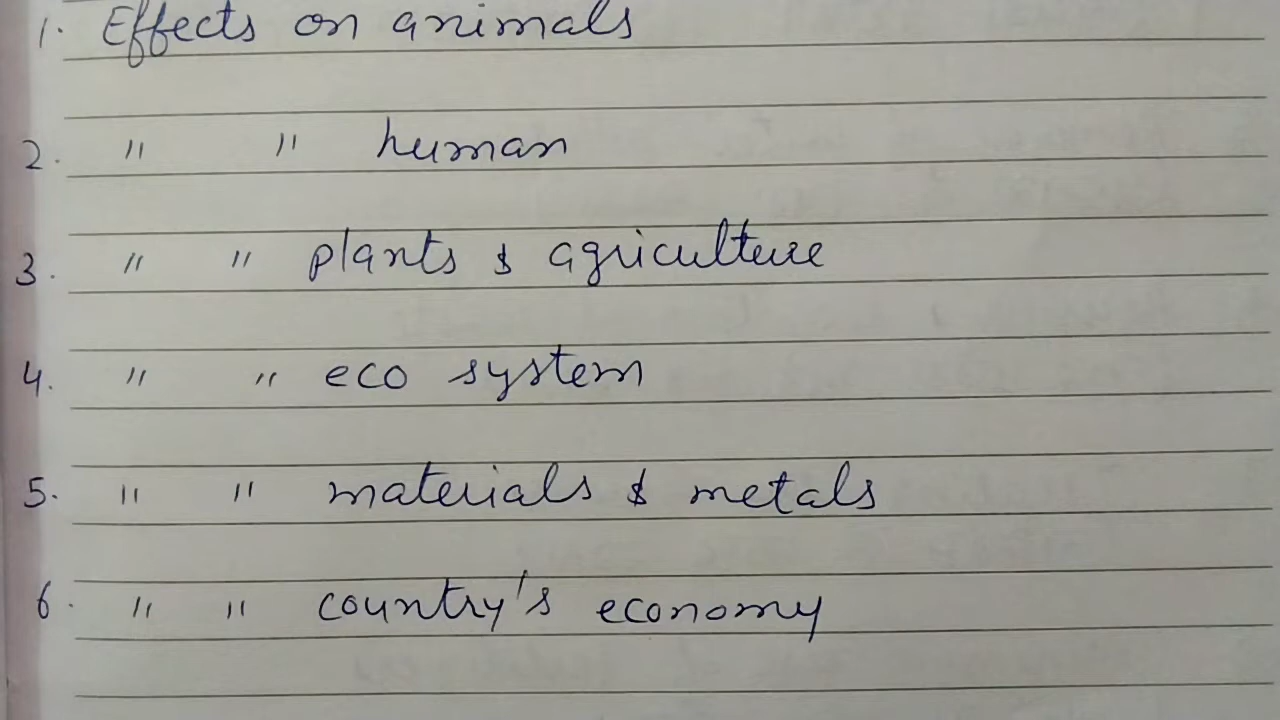 1. Effects on animals
2. " " human
3. " " plants & agriculture
4. " " eco system
5. " " materials & metals
6. " " country's economy